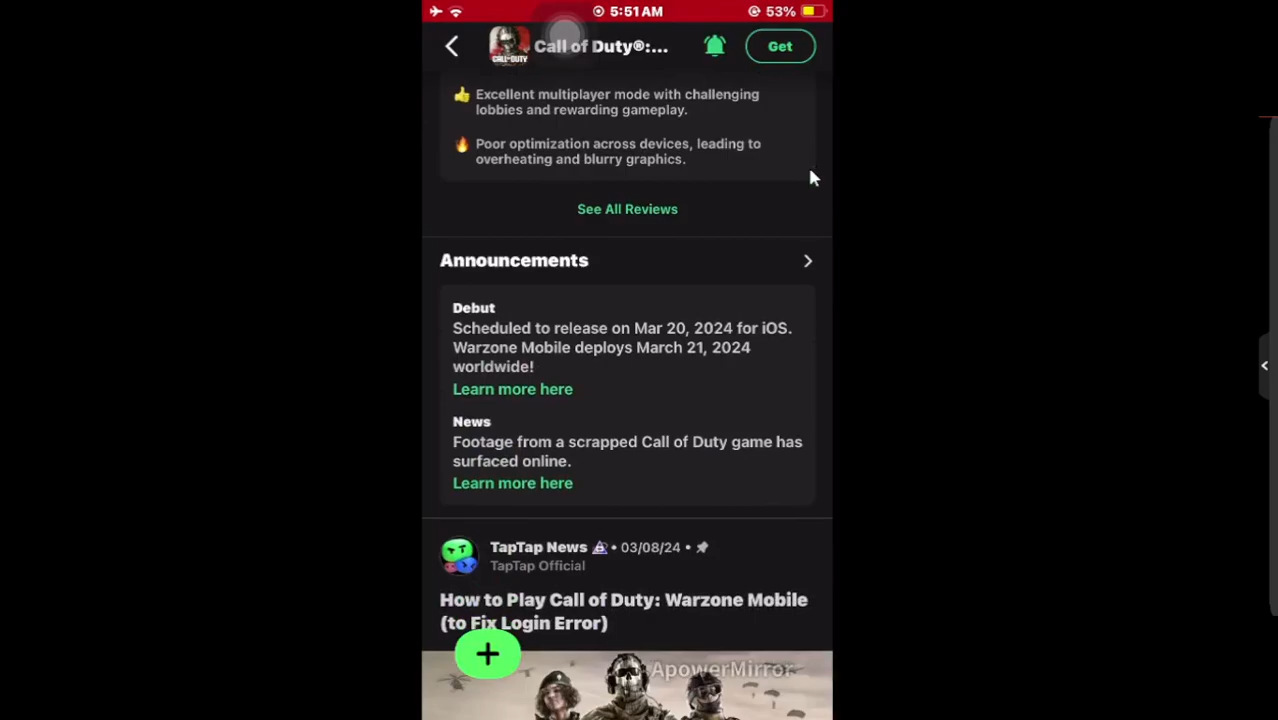 5:51AM
53%
Call of Duty®:...
Get
CALL OF DUTY
Excellent multiplayer mode with challenging
lobbies and rewarding gameplay.
Poor optimization across devices, leading to
overheating and blurry graphics.
See All Reviews
Announcements
Debut
Scheduled to release on Mar 20, 2024 for iOS.
Warzone Mobile deploys March 21, 2024
worldwide!
Learn more here
News
Footage from a scrapped Call of Duty game has
surfaced online.
Learn more here
TapTap News • 03/08/24 •
TapTap Official
How to Play Call of Duty: Warzone Mobile
(to Fix Login Error)
ApowerMirror